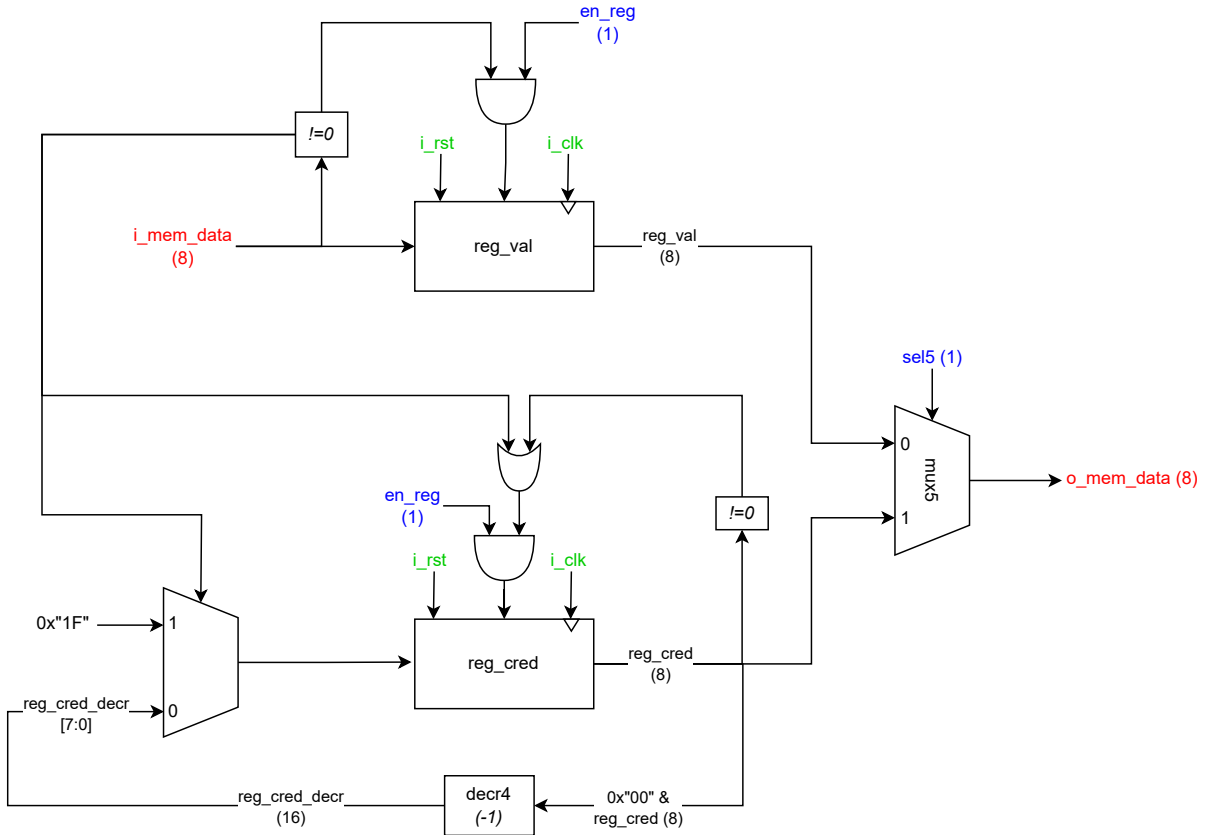 en_reg
(1)
!=0
i_rst
i_clk
i_mem_data
(8)
reg_val
reg_val
(8)
sel5 (1)
0
mux5
1
o_mem_data (8)
en_reg
(1)
!=0
i_rst
i_clk
0x"1F"
1
reg_cred
reg_cred
(8)
reg_cred_decr
[7:0]
0
reg_cred_decr
(16)
decr4
(-1)
0x"00" &
reg_cred (8)